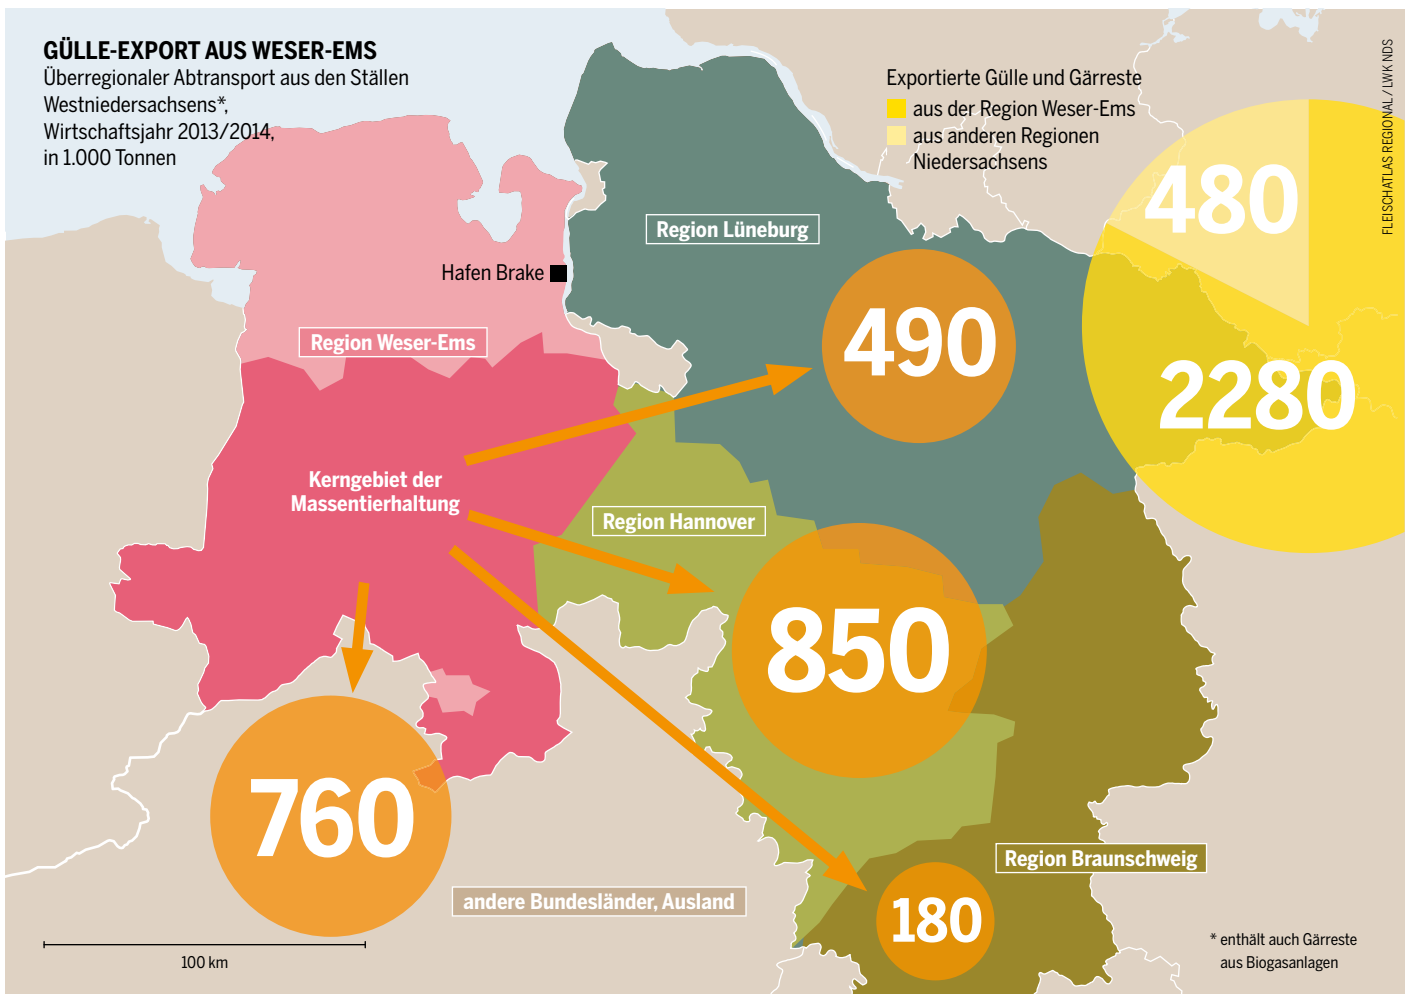 GÜLLE-EXPORT AUS WESER-EMS
Überregionaler Abtransport aus den Ställen
Westniedersachsens*,
Wirtschaftsjahr 2013/2014,
in 1.000 Tonnen
Exportierte Gülle und Gärreste
aus der Region Weser-Ems
aus anderen Regionen
Niedersachsens
FLEISCHATLAS REGIONAL / LWK NDS
480
2280
Region Lüneburg
Hafen Brake
490
Region Weser-Ems
Kerngebiet der
Massentierhaltung
Region Hannover
850
760
Region Braunschweig
andere Bundesländer, Ausland
180
100 km
* enthält auch Gärreste
aus Biogasanlagen